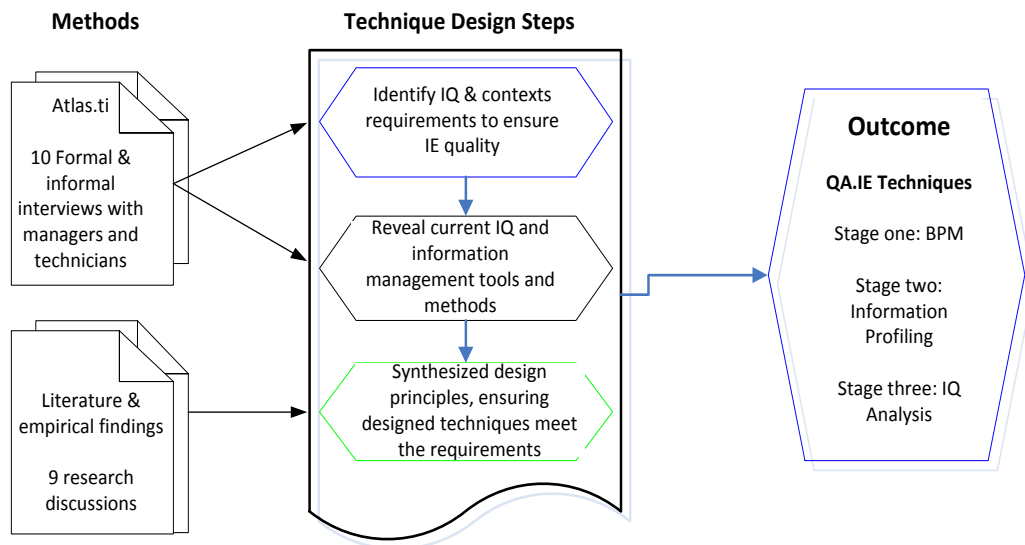 Methods
Atlas.ti
10 Formal &
informal
interviews with
managers and
technicians
Literature &
empirical findings
9 research
discussions
Technique Design Steps
Identify IQ & contexts
requirements to ensure
IE quality
Reveal current IQ and
information
management tools and
methods
Synthesized design
principles, ensuring
designed techniques meet
the requirements
Outcome
QA.IE Techniques
Stage one: BPM
Stage two:
Information
Profiling
Stage three: IQ
Analysis